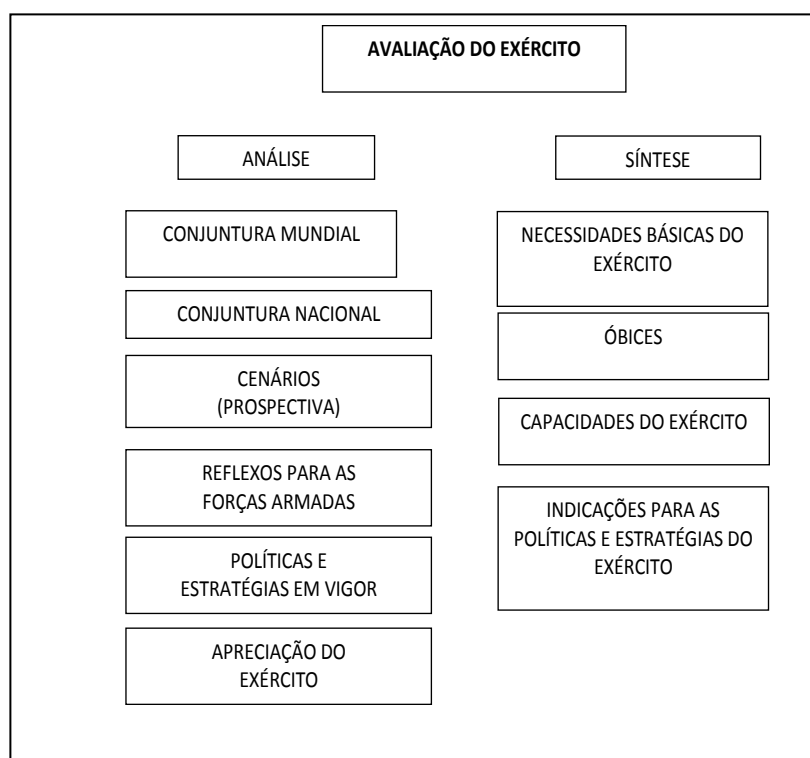 AVALIAÇÃO DO EXÉRCITO
ANÁLISE
CONJUNTURA MUNDIAL
CONJUNTURA NACIONAL
CENÁRIOS
(PROSPECTIVA)
REFLEXOS PARA AS
FORÇAS ARMADAS
POLÍTICAS E
ESTRATÉGIAS EM VIGOR
APRECIAÇÃO DO
EXÉRCITO
SÍNTESE
NECESSIDADES BÁSICAS DO
EXÉRCITO
ÓBICES
CAPACIDADES DO EXÉRCITO
INDICAÇÕES PARA AS
POLÍTICAS E ESTRATÉGIAS DO
EXÉRCITO